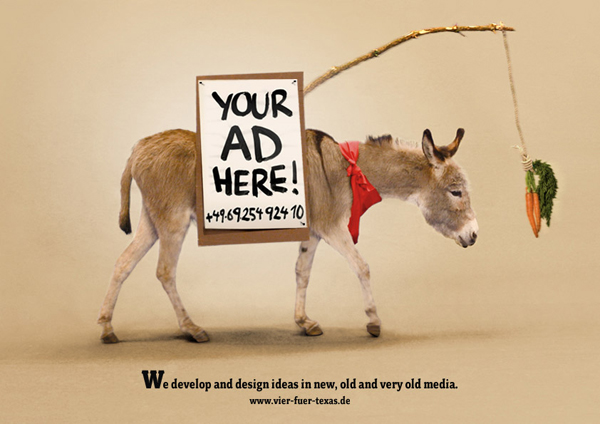 YOUR
AD
HERE!
+49.69.254 924 10
We develop and design ideas in new, old and very old media.
www.vier-fuer-texas.de